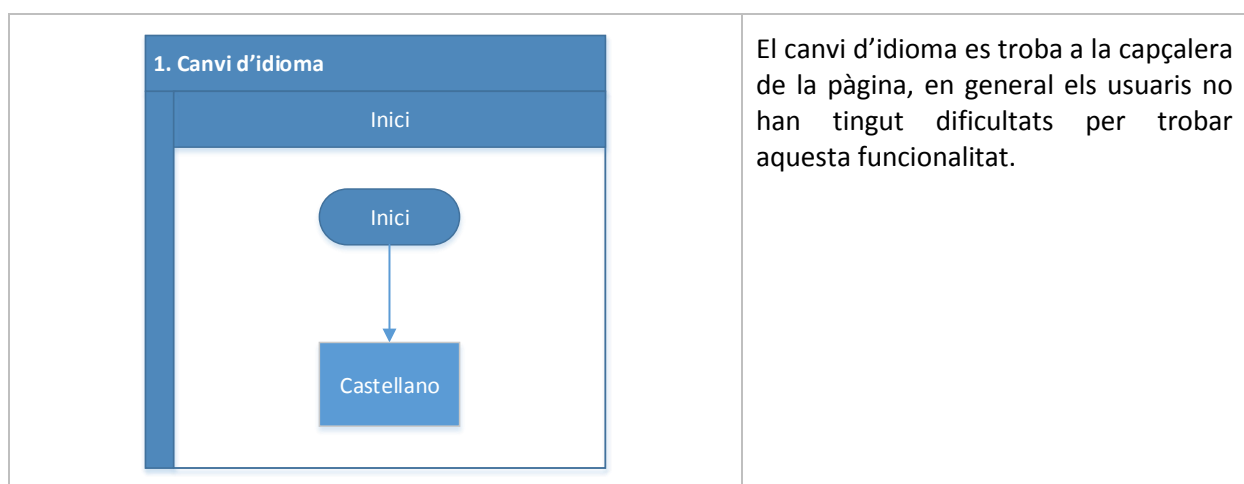 1. Canvi d’idioma
Inici
Inici
Castellano
El canvi d’idioma es troba a la capçalera
de la pàgina, en general els usuaris no
han tingut dificultats per trobar
aquesta funcionalitat.